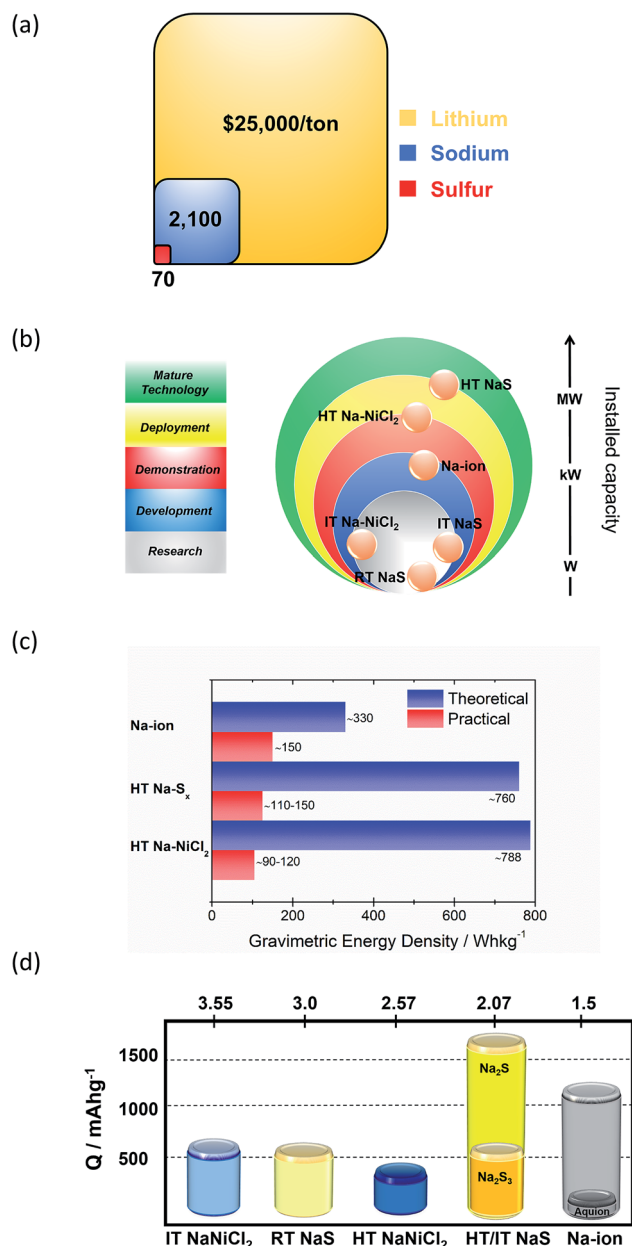 (a)
$25,000/ton
Lithium
Sodium
Sulfur
2,100
70
(b)
Mature
Technology
Deployment
Demonstration
Development
Research
HT NaS
HT Na-NiCl₂
Na-ion
IT Na-NiCl₂
IT NaS
RT NaS
MW
kW
W
Installed capacity
(c)
Theoretical
Practical
Na-ion
~330
~150
HT Na-Sₓ
~760
~110-150
HT Na-NiCl₂
~788
~90-120
0 200 400 600 800
Gravimetric Energy Density / Whkg⁻¹
(d)
3.55 3.0 2.57 2.07 1.5
Q / mAhg⁻¹
1500
1000
500
Na₂S
Na₂S₃
Aquion
IT NaNiCl₂ RT NaS HT NaNiCl₂ HT/IT NaS Na-ion